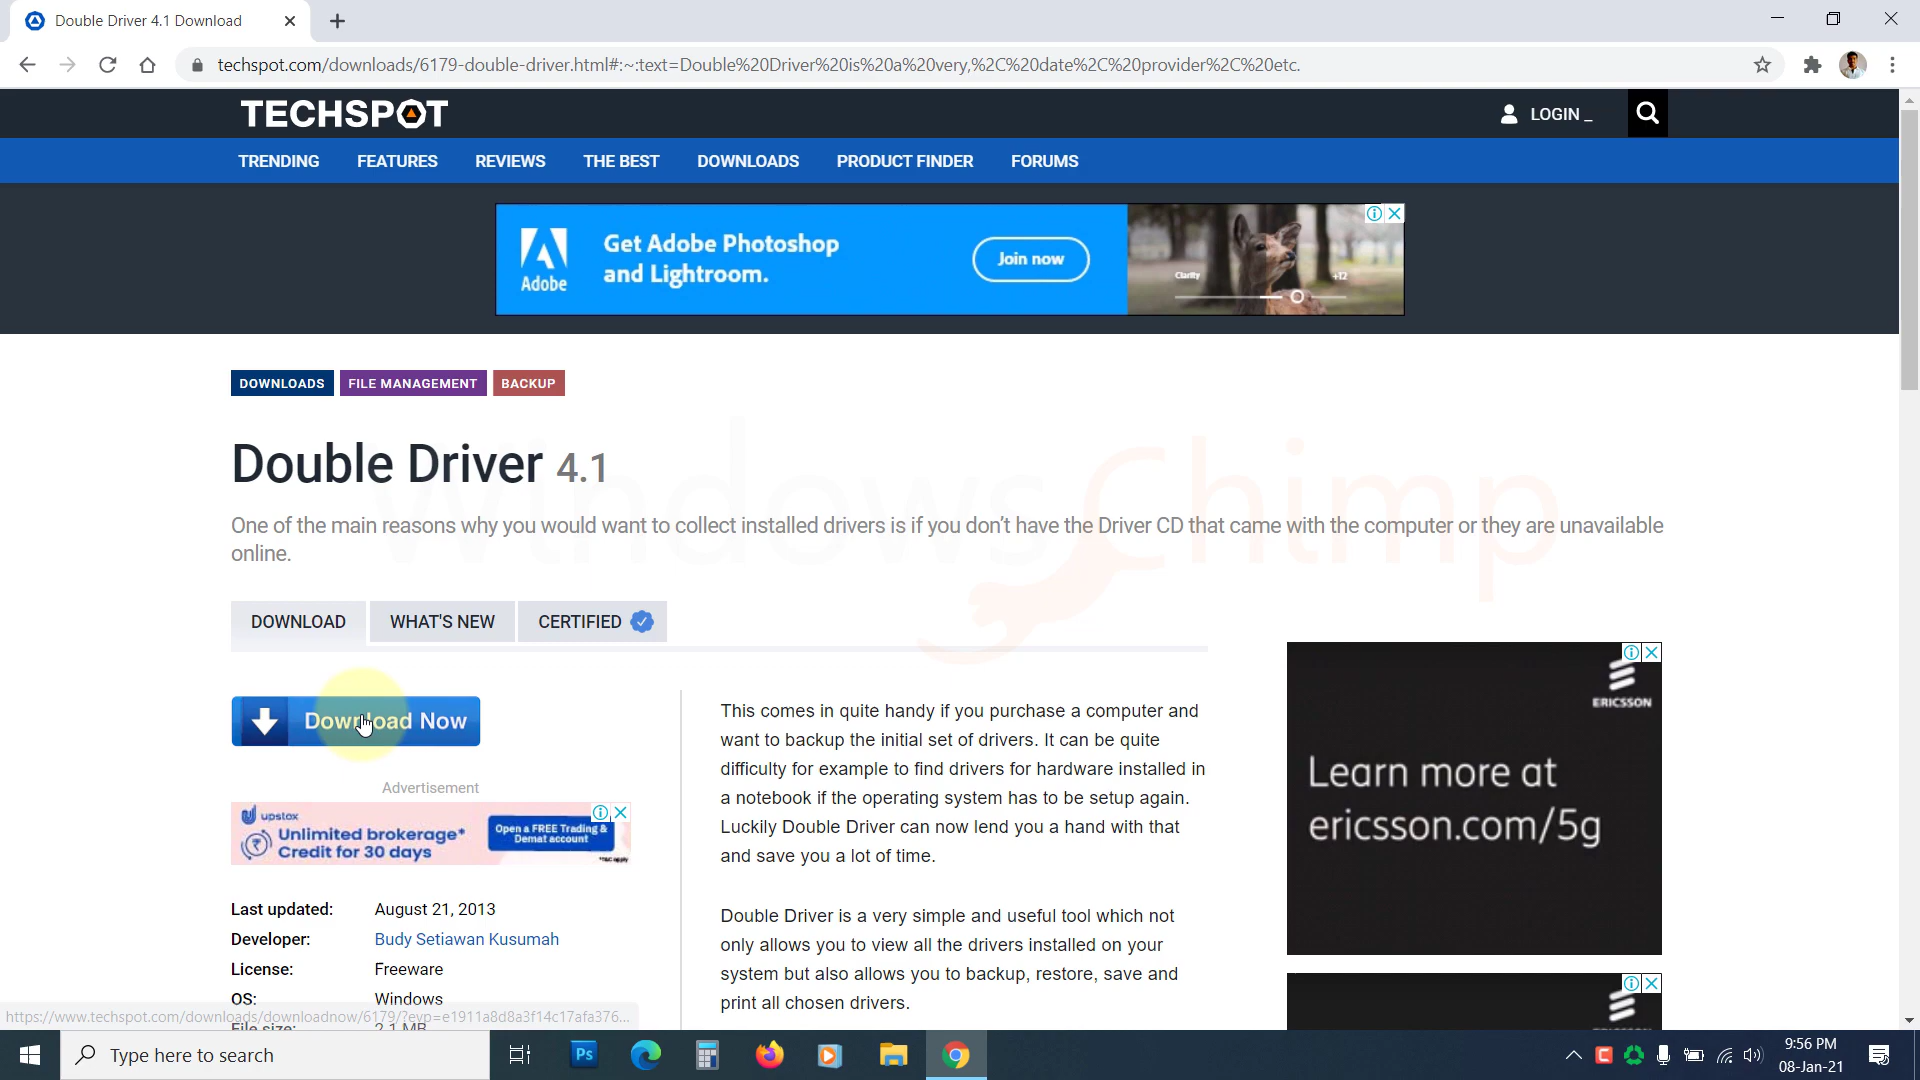 Double Driver 4.1 Download
techspot.com/downloads/6179-double-driver.html#:~:text=Double%20Driver%20is%20a%20very,%2C%20date%2C%20provider%2C%20etc.
TECHSPOT
LOGIN _
TRENDING FEATURES REVIEWS THE BEST DOWNLOADS PRODUCT FINDER FORUMS
Adobe
Get Adobe Photoshop
and Lightroom.
Join now
Clarity +12
DOWNLOADS FILE MANAGEMENT BACKUP
Double Driver 4.1
Windows Chimp
One of the main reasons why you would want to collect installed drivers is if you don't have the Driver CD that came with the computer or they are unavailable
online.
DOWNLOAD WHAT'S NEW CERTIFIED
Download Now
Advertisement
upstox
Unlimited brokerage*
Credit for 30 days
Open a FREE Trading &
Demat account
*T&C apply
Last updated: August 21, 2013
Developer: Budy Setiawan Kusumah
License: Freeware
OS: Windows
File size: 2.1 MB
This comes in quite handy if you purchase a computer and
want to backup the initial set of drivers. It can be quite
difficulty for example to find drivers for hardware installed in
a notebook if the operating system has to be setup again.
Luckily Double Driver can now lend you a hand with that
and save you a lot of time.
Double Driver is a very simple and useful tool which not
only allows you to view all the drivers installed on your
system but also allows you to backup, restore, save and
print all chosen drivers.
ERICSSON
Learn more at
ericsson.com/5g
https://www.techspot.com/downloads/downloadnow/6179/?evp=e1911a8d8a3f14c17afa376...
Type here to search
Ps
9:56 PM
08-Jan-21